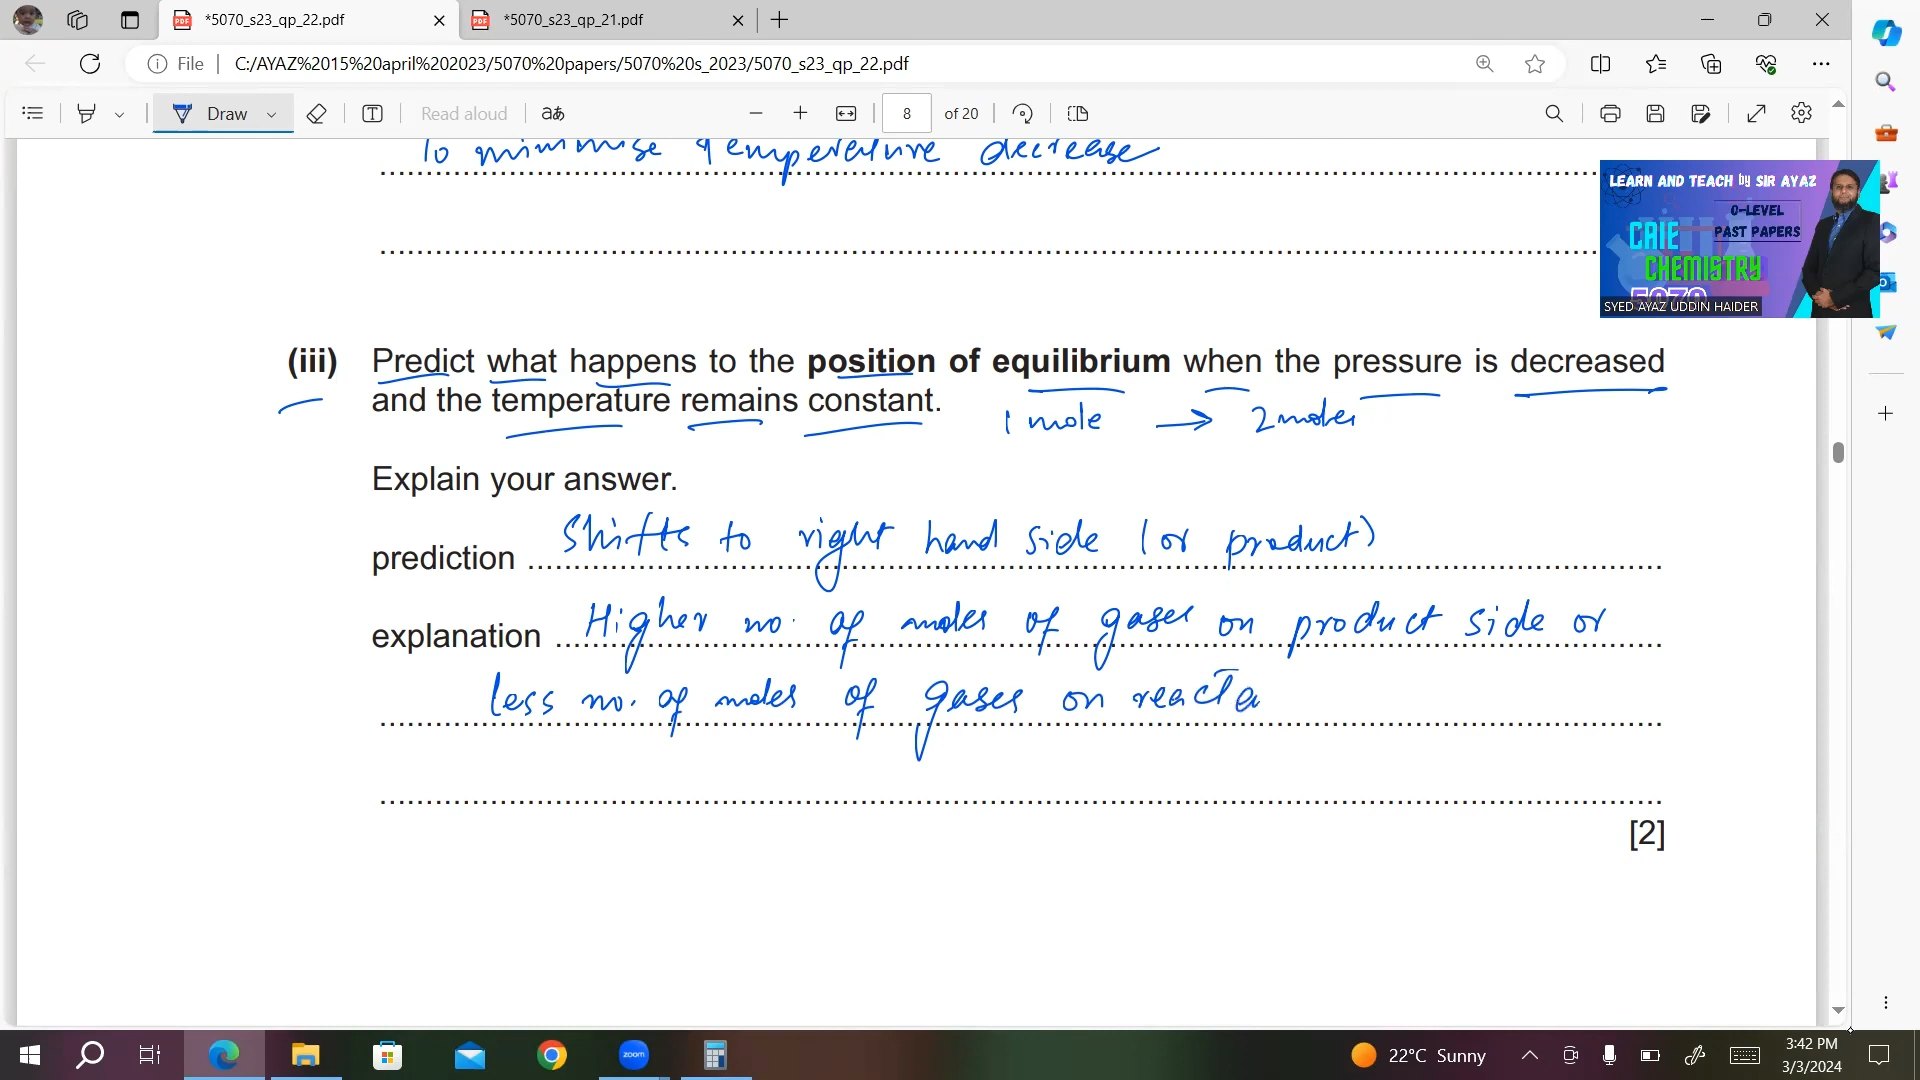 *5070_s23_qp_22.pdf
*5070_s23_qp_21.pdf
File
C:/AYAZ%2015%20april%202023/5070%20papers/5070%20s_2023/5070_s23_qp_22.pdf
Draw
Read aloud
aあ
8
of 20
To minimise temperature decrease
LEARN AND TEACH by SIR AYAZ
O-LEVEL
PAST PAPERS
CAIE
CHEMISTRY
5070
SYED AYAZ UDDIN HAIDER
(iii) Predict what happens to the position of equilibrium when the pressure is decreased
and the temperature remains constant.
1 mole → 2 moles
Explain your answer.
prediction Shifts to right hand side (or product)
explanation Higher no. of moles of gases on product side or
less no. of moles of gases on reacta
[2]
zoom
22°C Sunny
3:42 PM
3/3/2024